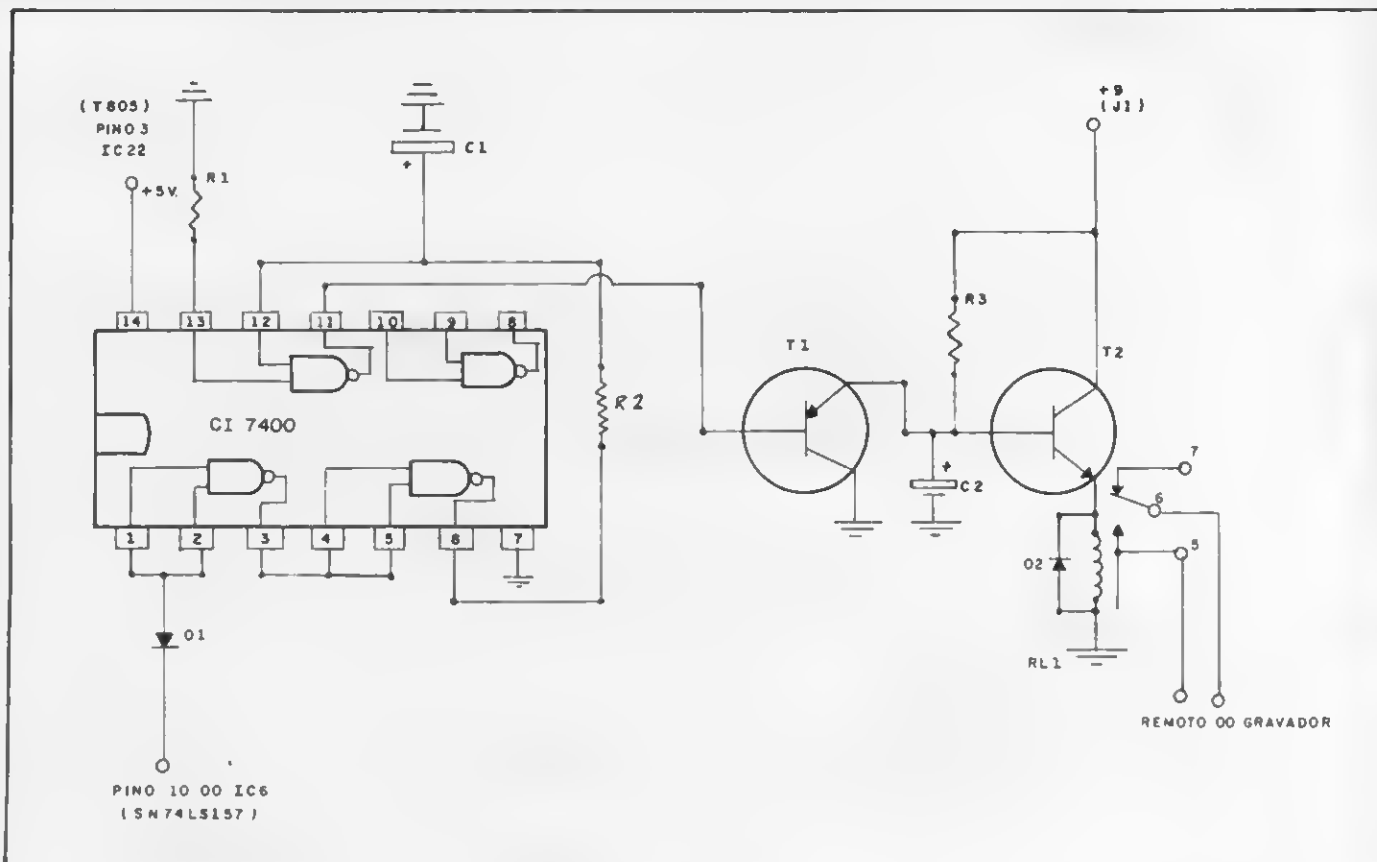 (T805)
PINO 3
IC22
+5V.
R1
+
C1
+9
(J1)
R3
T1
T2
14
13
12
11
10
9
8
CI 7400
R2
1
2
3
4
5
6
7
+
C2
7
6
5
O1
O2
RL1
REMOTO DO GRAVADOR
PINO 10 DO IC6
(SN74LS157)